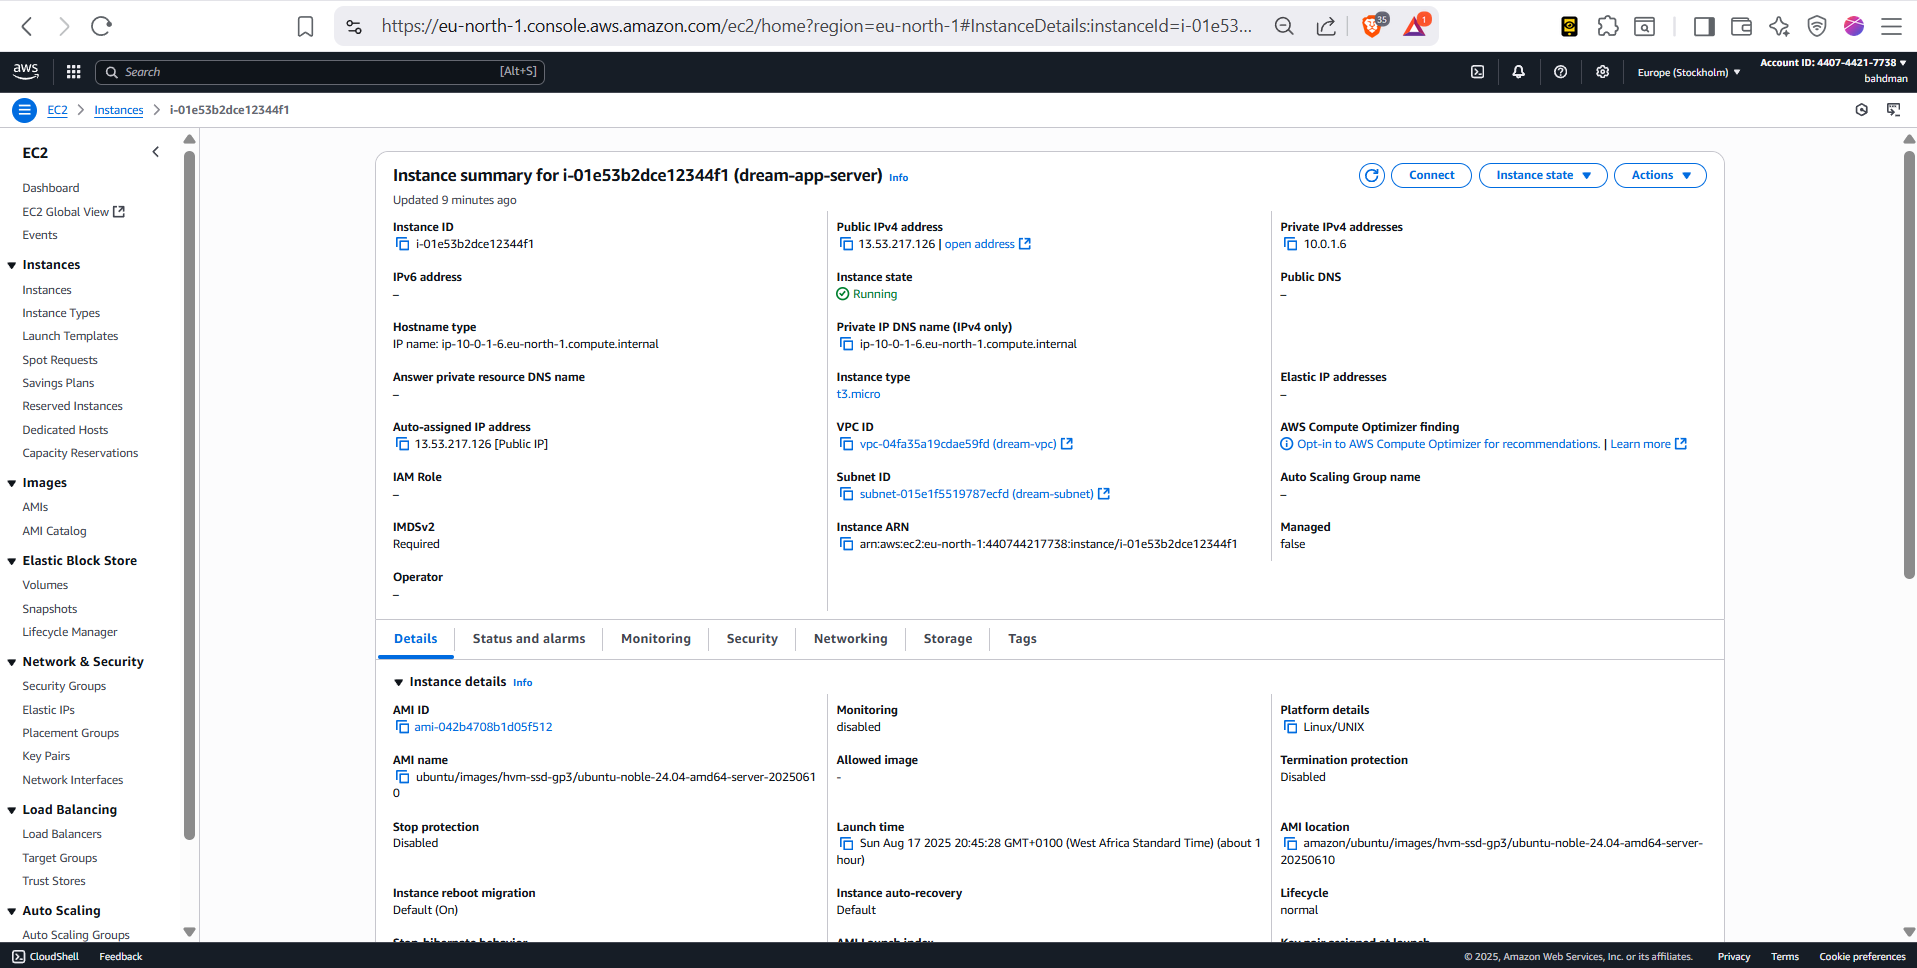 https://eu-north-1.console.aws.amazon.com/ec2/home?region=eu-north-1#InstanceDetails:instanceId=i-01e53...
35
1
aws
Search
[Alt+S]
Europe (Stockholm)
Account ID: 4407-4421-7738
bahdman
EC2
Instances
i-01e53b2dce12344f1
EC2
Dashboard
EC2 Global View
Events
Instances
Instances
Instance Types
Launch Templates
Spot Requests
Savings Plans
Reserved Instances
Dedicated Hosts
Capacity Reservations
Images
AMIs
AMI Catalog
Elastic Block Store
Volumes
Snapshots
Lifecycle Manager
Network & Security
Security Groups
Elastic IPs
Placement Groups
Key Pairs
Network Interfaces
Load Balancing
Load Balancers
Target Groups
Trust Stores
Auto Scaling
Auto Scaling Groups
Instance summary for i-01e53b2dce12344f1 (dream-app-server) Info
Updated 9 minutes ago
Connect
Instance state
Actions
Instance ID
i-01e53b2dce12344f1
Public IPv4 address
13.53.217.126 | open address
Private IPv4 addresses
10.0.1.6
IPv6 address
–
Instance state
Running
Public DNS
–
Hostname type
IP name: ip-10-0-1-6.eu-north-1.compute.internal
Private IP DNS name (IPv4 only)
ip-10-0-1-6.eu-north-1.compute.internal
Answer private resource DNS name
–
Instance type
t3.micro
Elastic IP addresses
–
Auto-assigned IP address
13.53.217.126 [Public IP]
VPC ID
vpc-04fa35a19cdae59fd (dream-vpc)
AWS Compute Optimizer finding
Opt-in to AWS Compute Optimizer for recommendations. | Learn more
IAM Role
–
Subnet ID
subnet-015e1f5519787ecfd (dream-subnet)
Auto Scaling Group name
–
IMDSv2
Required
Instance ARN
arn:aws:ec2:eu-north-1:440744217738:instance/i-01e53b2dce12344f1
Managed
false
Operator
–
Details
Status and alarms
Monitoring
Security
Networking
Storage
Tags
Instance details Info
AMI ID
ami-042b4708b1d05f512
Monitoring
disabled
Platform details
Linux/UNIX
AMI name
ubuntu/images/hvm-ssd-gp3/ubuntu-noble-24.04-amd64-server-2025061
0
Allowed image
-
Termination protection
Disabled
Stop protection
Disabled
Launch time
Sun Aug 17 2025 20:45:28 GMT+0100 (West Africa Standard Time) (about 1
hour)
AMI location
amazon/ubuntu/images/hvm-ssd-gp3/ubuntu-noble-24.04-amd64-server-
20250610
Instance reboot migration
Default (On)
Instance auto-recovery
Default
Lifecycle
normal
Stop-hibernate behavior
AMI Launch index
Key pair assigned at launch
CloudShell
Feedback
© 2025, Amazon Web Services, Inc. or its affiliates.
Privacy
Terms
Cookie preferences